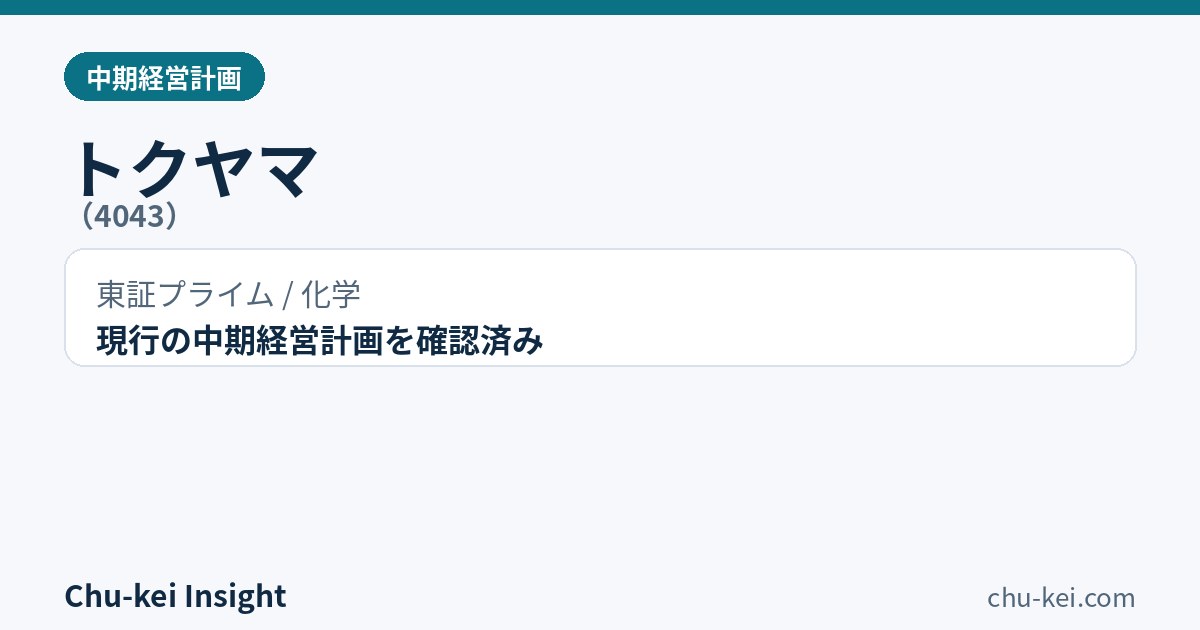 中期経営計画
トクヤマ
（4043）
東証プライム / 化学
現行の中期経営計画を確認済み
Chu-kei Insight
chu-kei.com